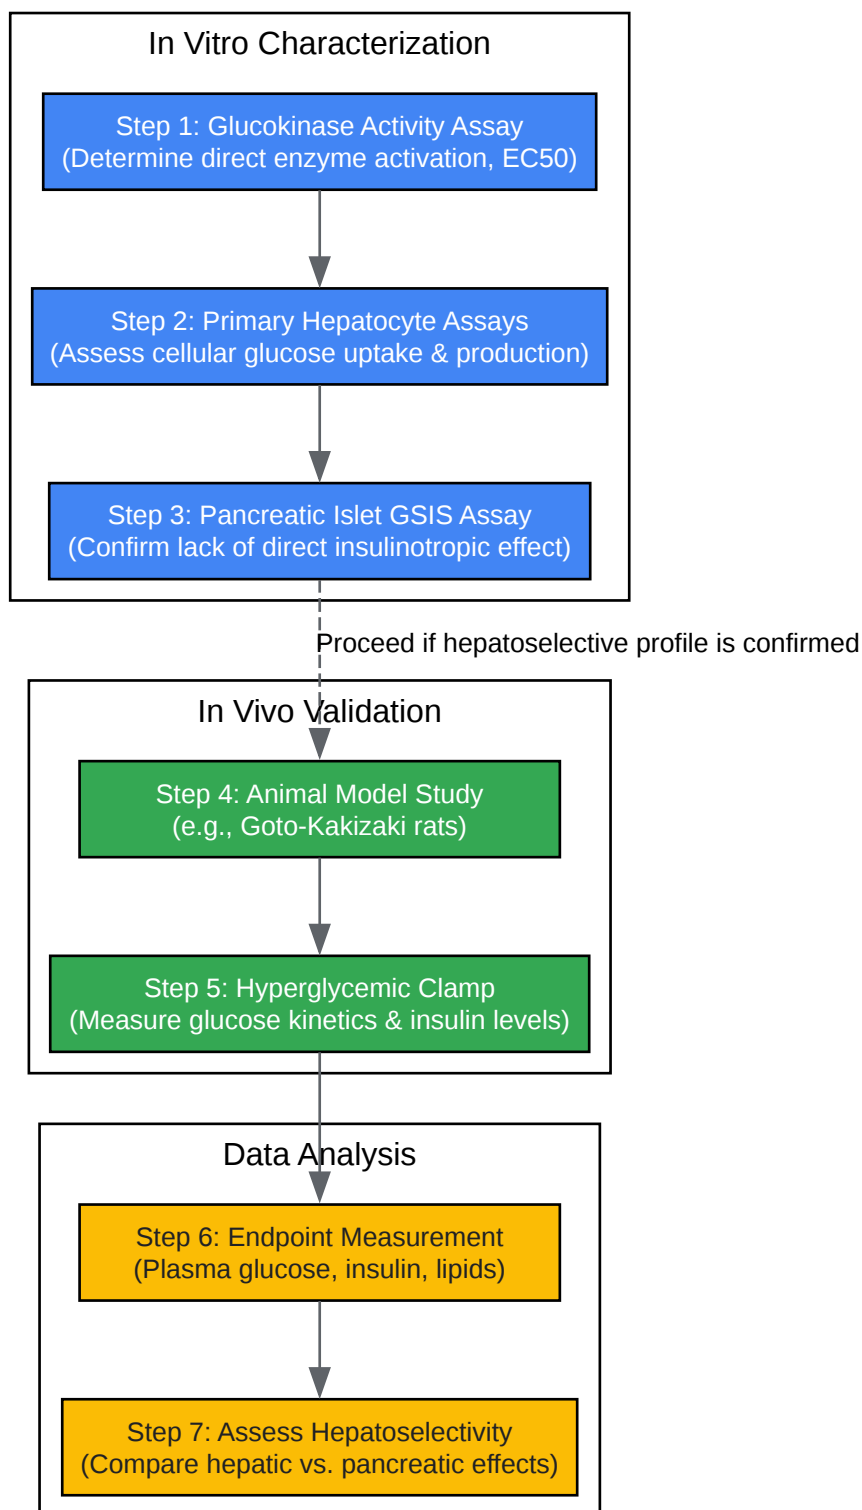 In Vitro Characterization
Step 1: Glucokinase Activity Assay
(Determine direct enzyme activation, EC50)
Step 2: Primary Hepatocyte Assays
(Assess cellular glucose uptake & production)
Step 3: Pancreatic Islet GSIS Assay
(Confirm lack of direct insulinotropic effect)
Proceed if hepatoselective profile is confirmed
In Vivo Validation
Step 4: Animal Model Study
(e.g., Goto-Kakizaki rats)
Step 5: Hyperglycemic Clamp
(Measure glucose kinetics & insulin levels)
Data Analysis
Step 6: Endpoint Measurement
(Plasma glucose, insulin, lipids)
Step 7: Assess Hepatoselectivity
(Compare hepatic vs. pancreatic effects)